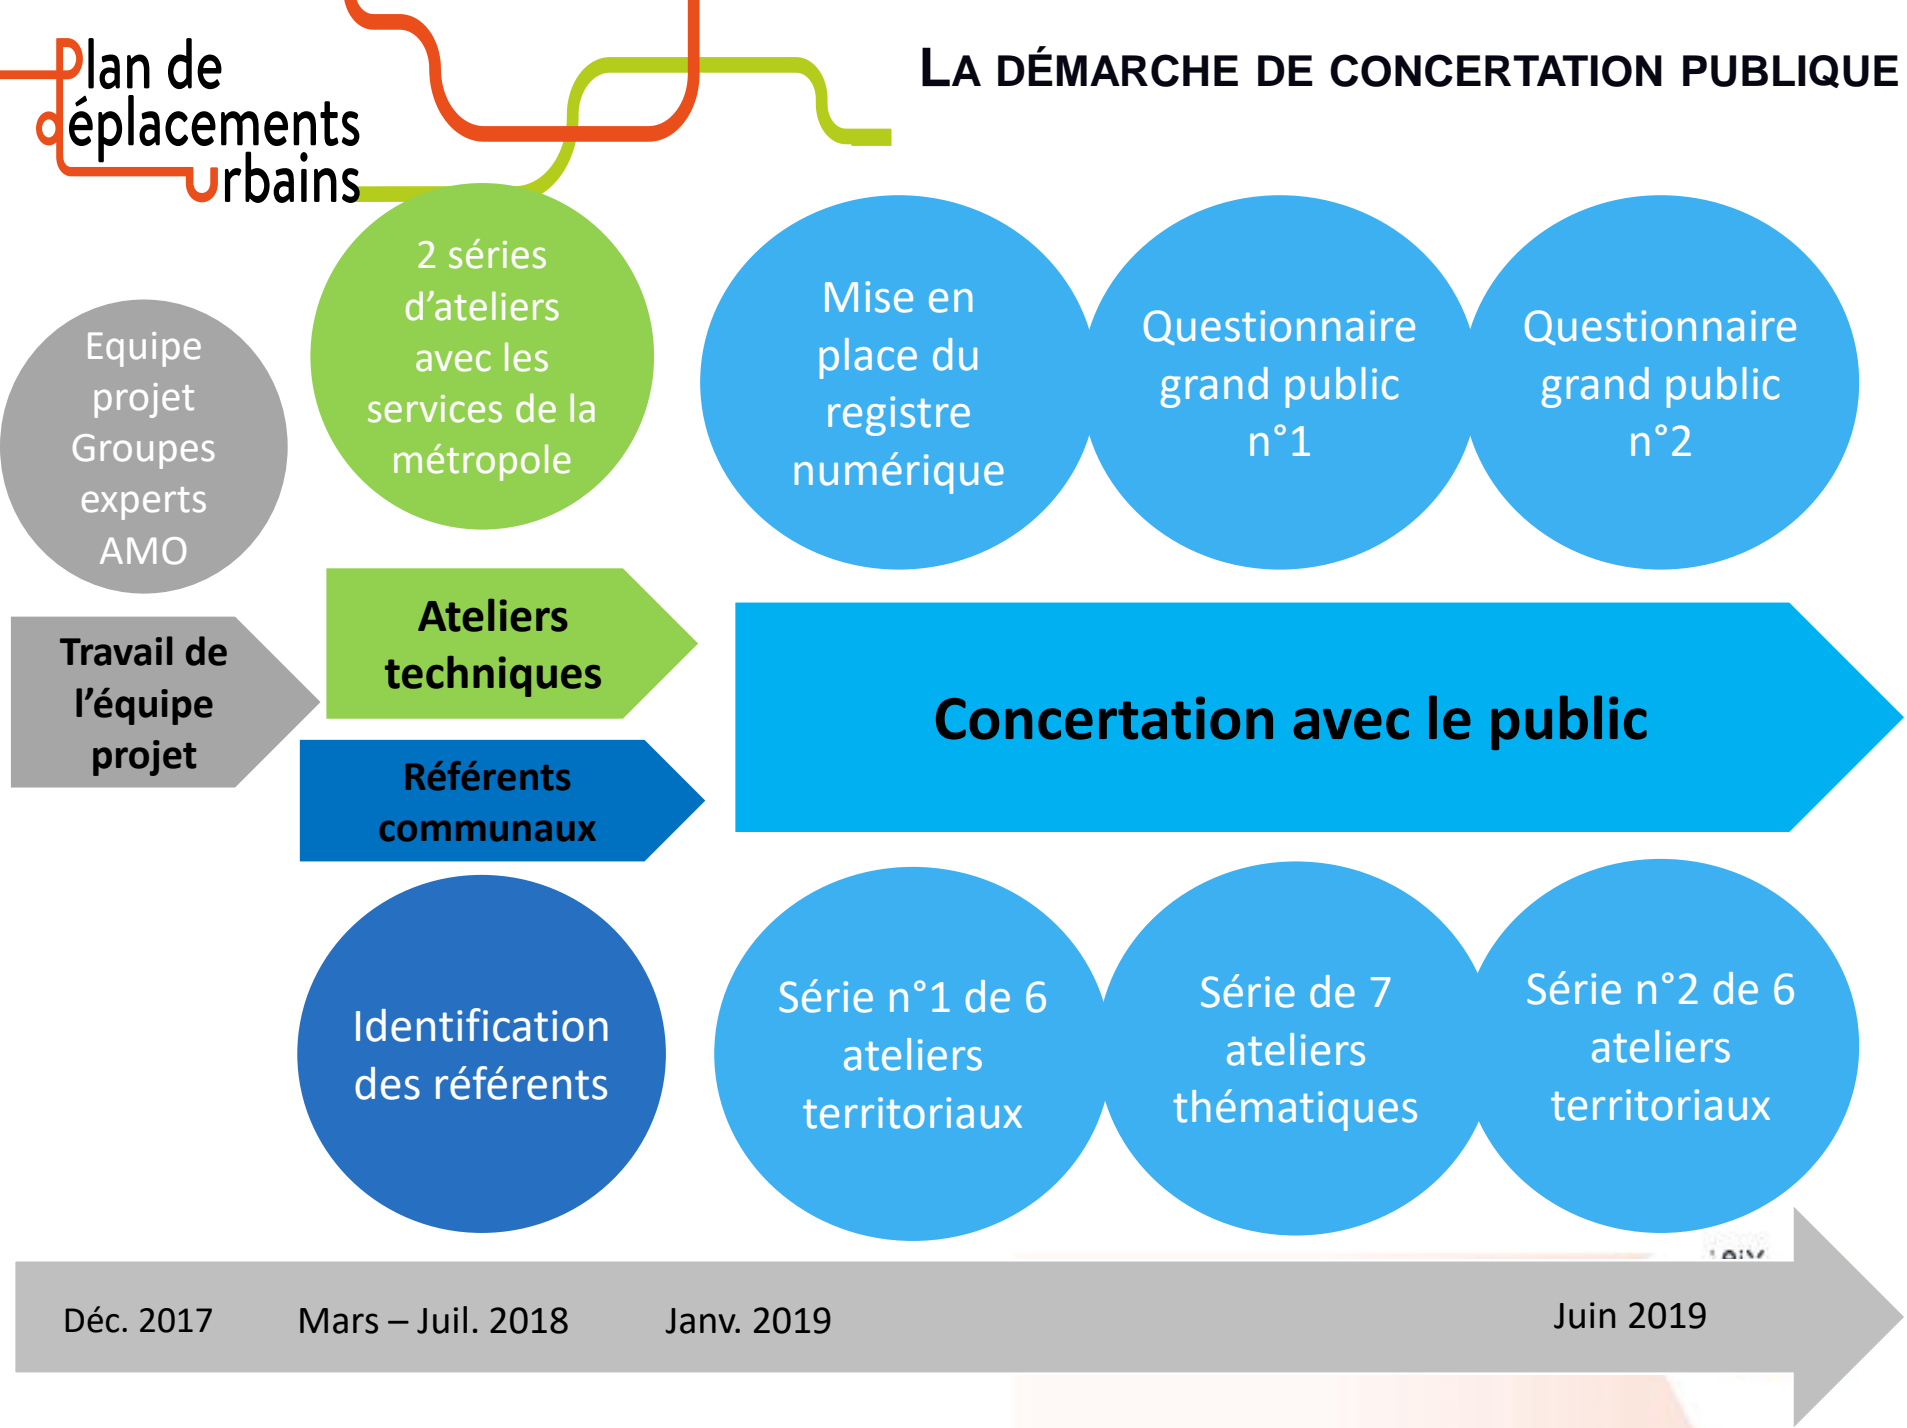 Plan de
déplacements
urbains
LA DÉMARCHE DE CONCERTATION PUBLIQUE
Equipe
projet
Groupes
experts
AMO
2 séries
d’ateliers
avec les
services de la
métropole
Mise en
place du
registre
numérique
Questionnaire
grand public
n°1
Questionnaire
grand public
n°2
Travail de
l’équipe
projet
Ateliers
techniques
Référents
communaux
Concertation avec le public
Identification
des référents
Série n°1 de 6
ateliers
territoriaux
Série de 7
ateliers
thématiques
Série n°2 de 6
ateliers
territoriaux
Déc. 2017
Mars – Juil. 2018
Janv. 2019
Juin 2019